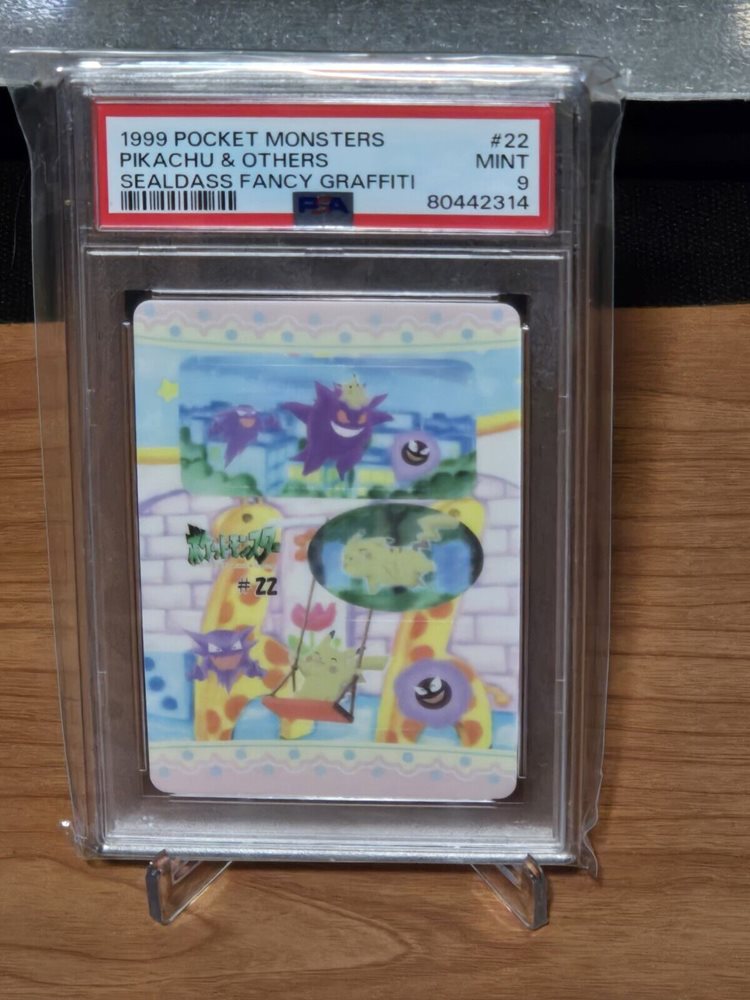 1999 POCKET MONSTERS #22
PIKACHU & OTHERS MINT
SEALDASS FANCY GRAFFITI 9
PSA 80442314
ポケットモンスター
#22